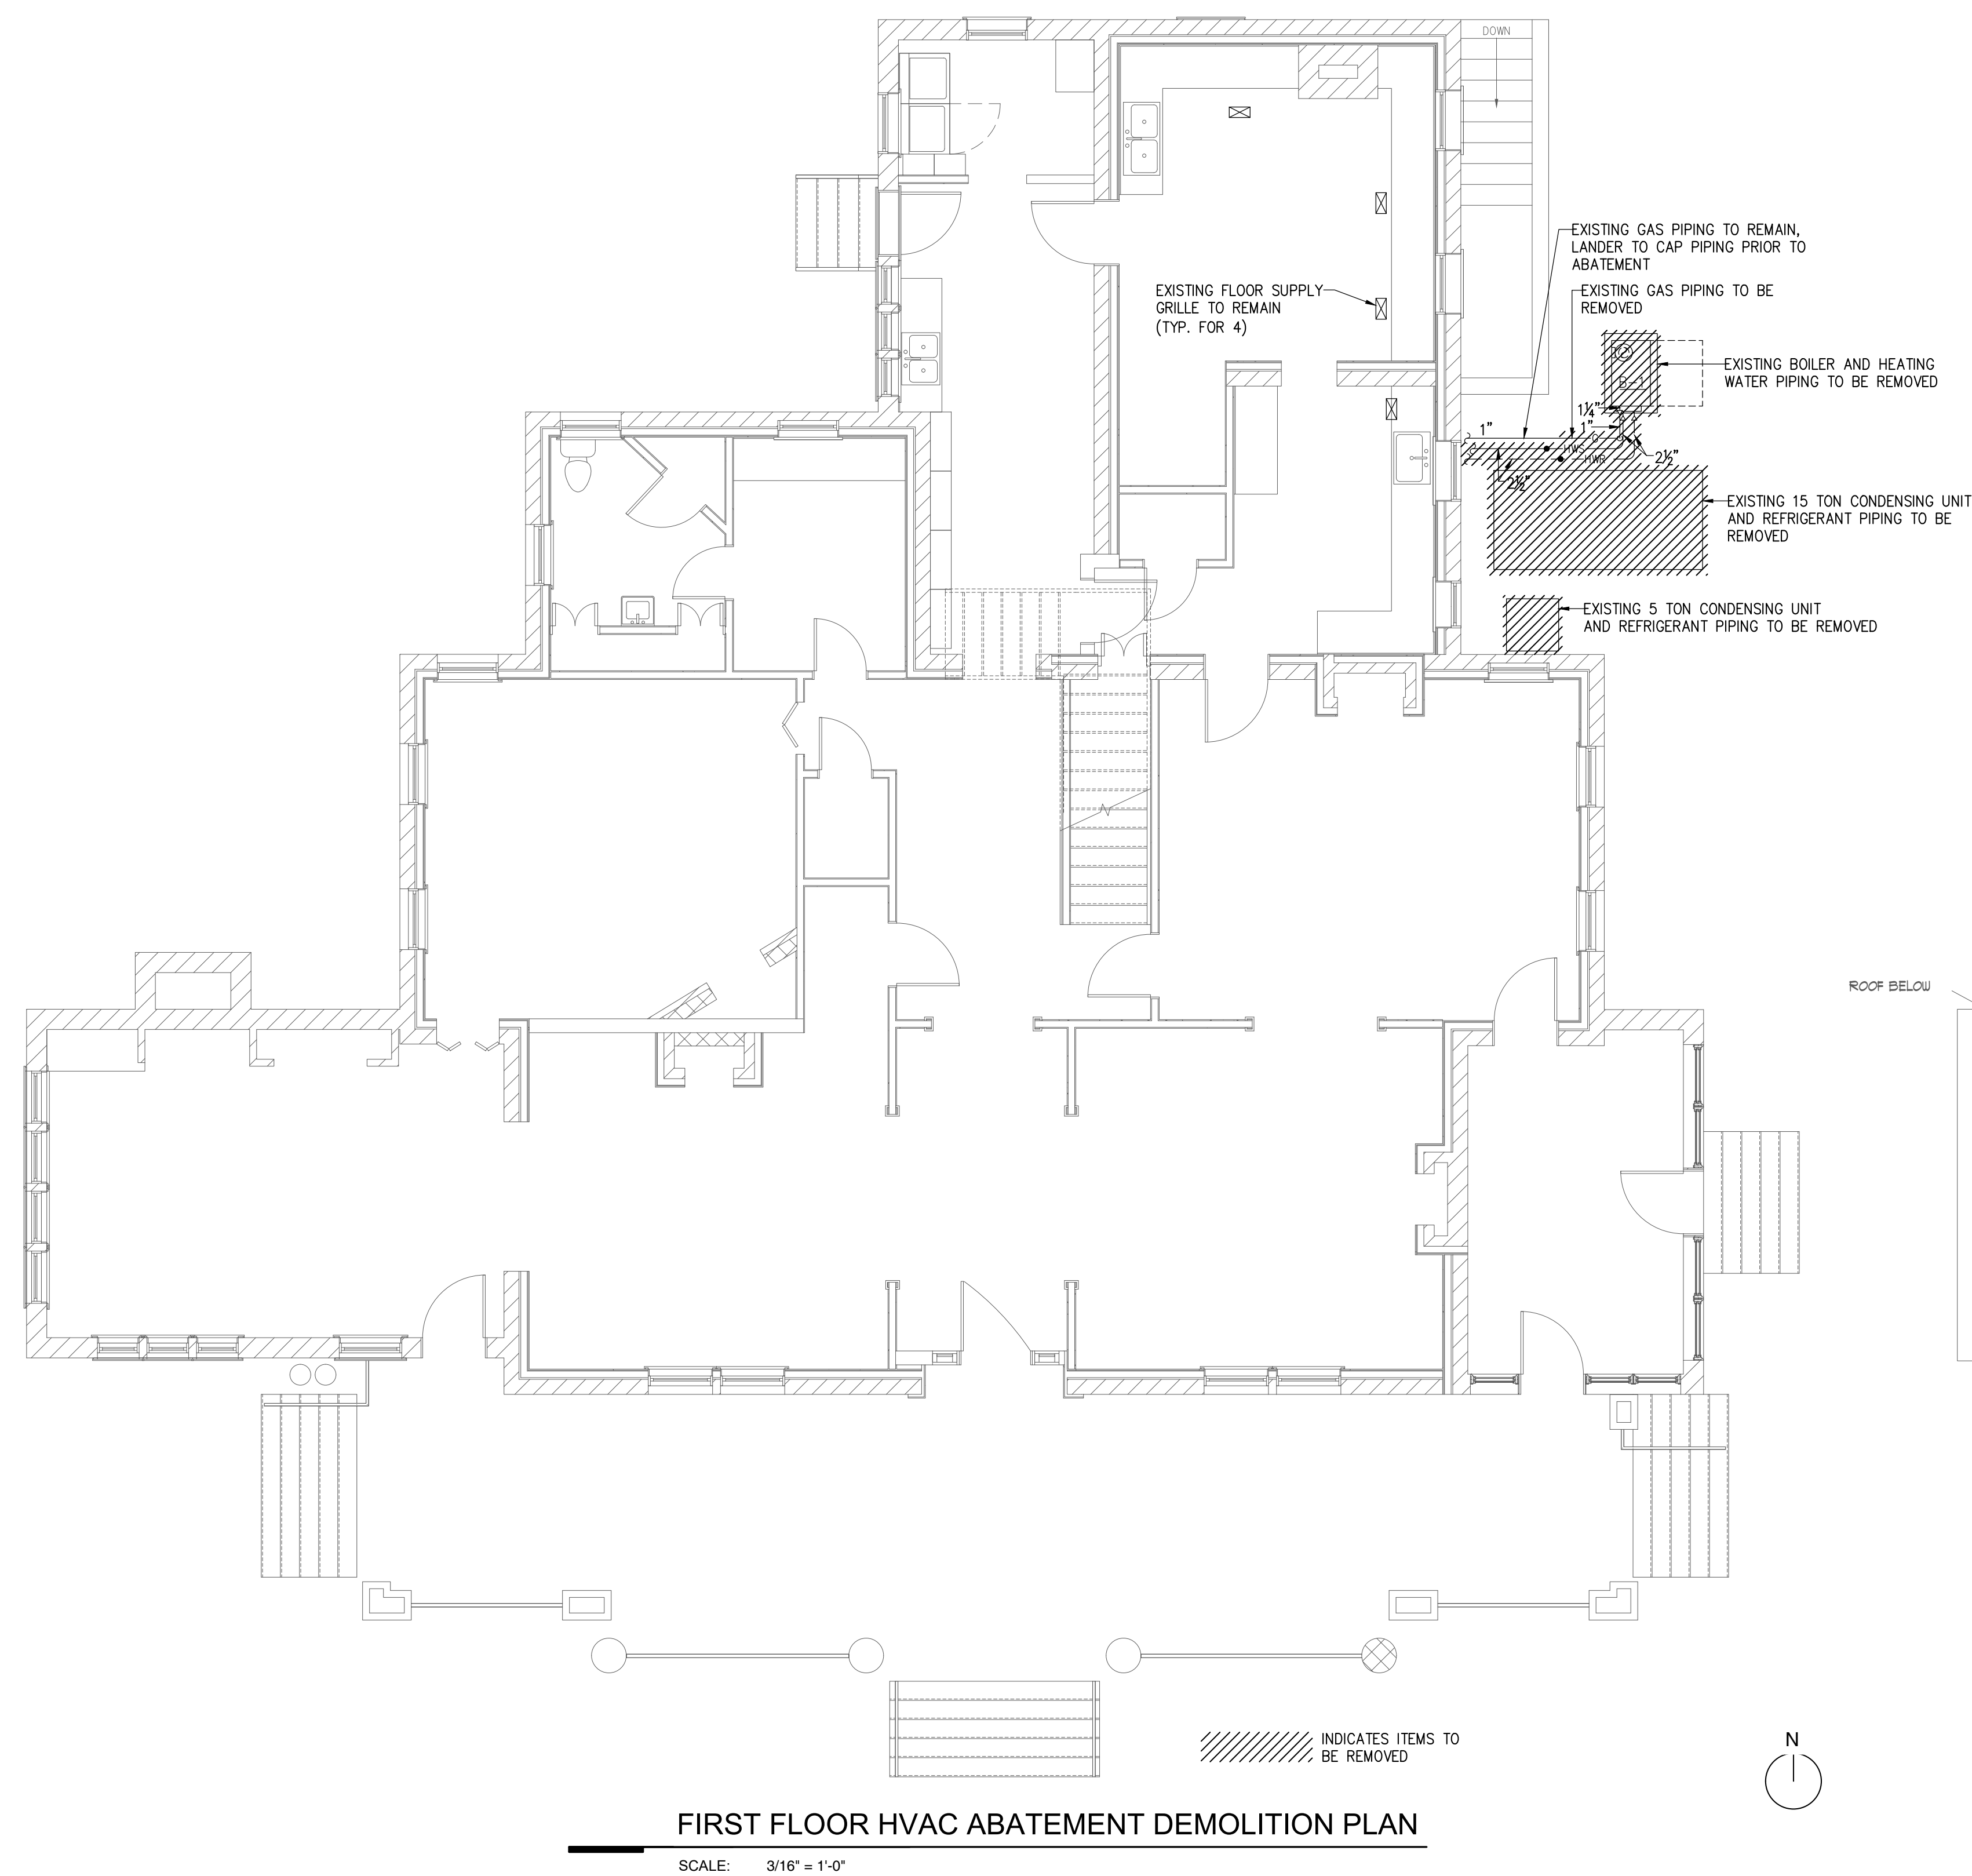 DOWN
EXISTING GAS PIPING TO REMAIN,
LANDER TO CAP PIPING PRIOR TO
ABATEMENT
EXISTING FLOOR SUPPLY
GRILLE TO REMAIN
(TYP. FOR 4)
EXISTING GAS PIPING TO BE
REMOVED
2
B-1
EXISTING BOILER AND HEATING
WATER PIPING TO BE REMOVED
1¼"
1"
1"
G
HWS
HWR
2½"
2½"
EXISTING 15 TON CONDENSING UNIT
AND REFRIGERANT PIPING TO BE
REMOVED
EXISTING 5 TON CONDENSING UNIT
AND REFRIGERANT PIPING TO BE REMOVED
ROOF BELOW
INDICATES ITEMS TO
BE REMOVED
N
FIRST FLOOR HVAC ABATEMENT DEMOLITION PLAN
SCALE: 3/16" = 1'-0"